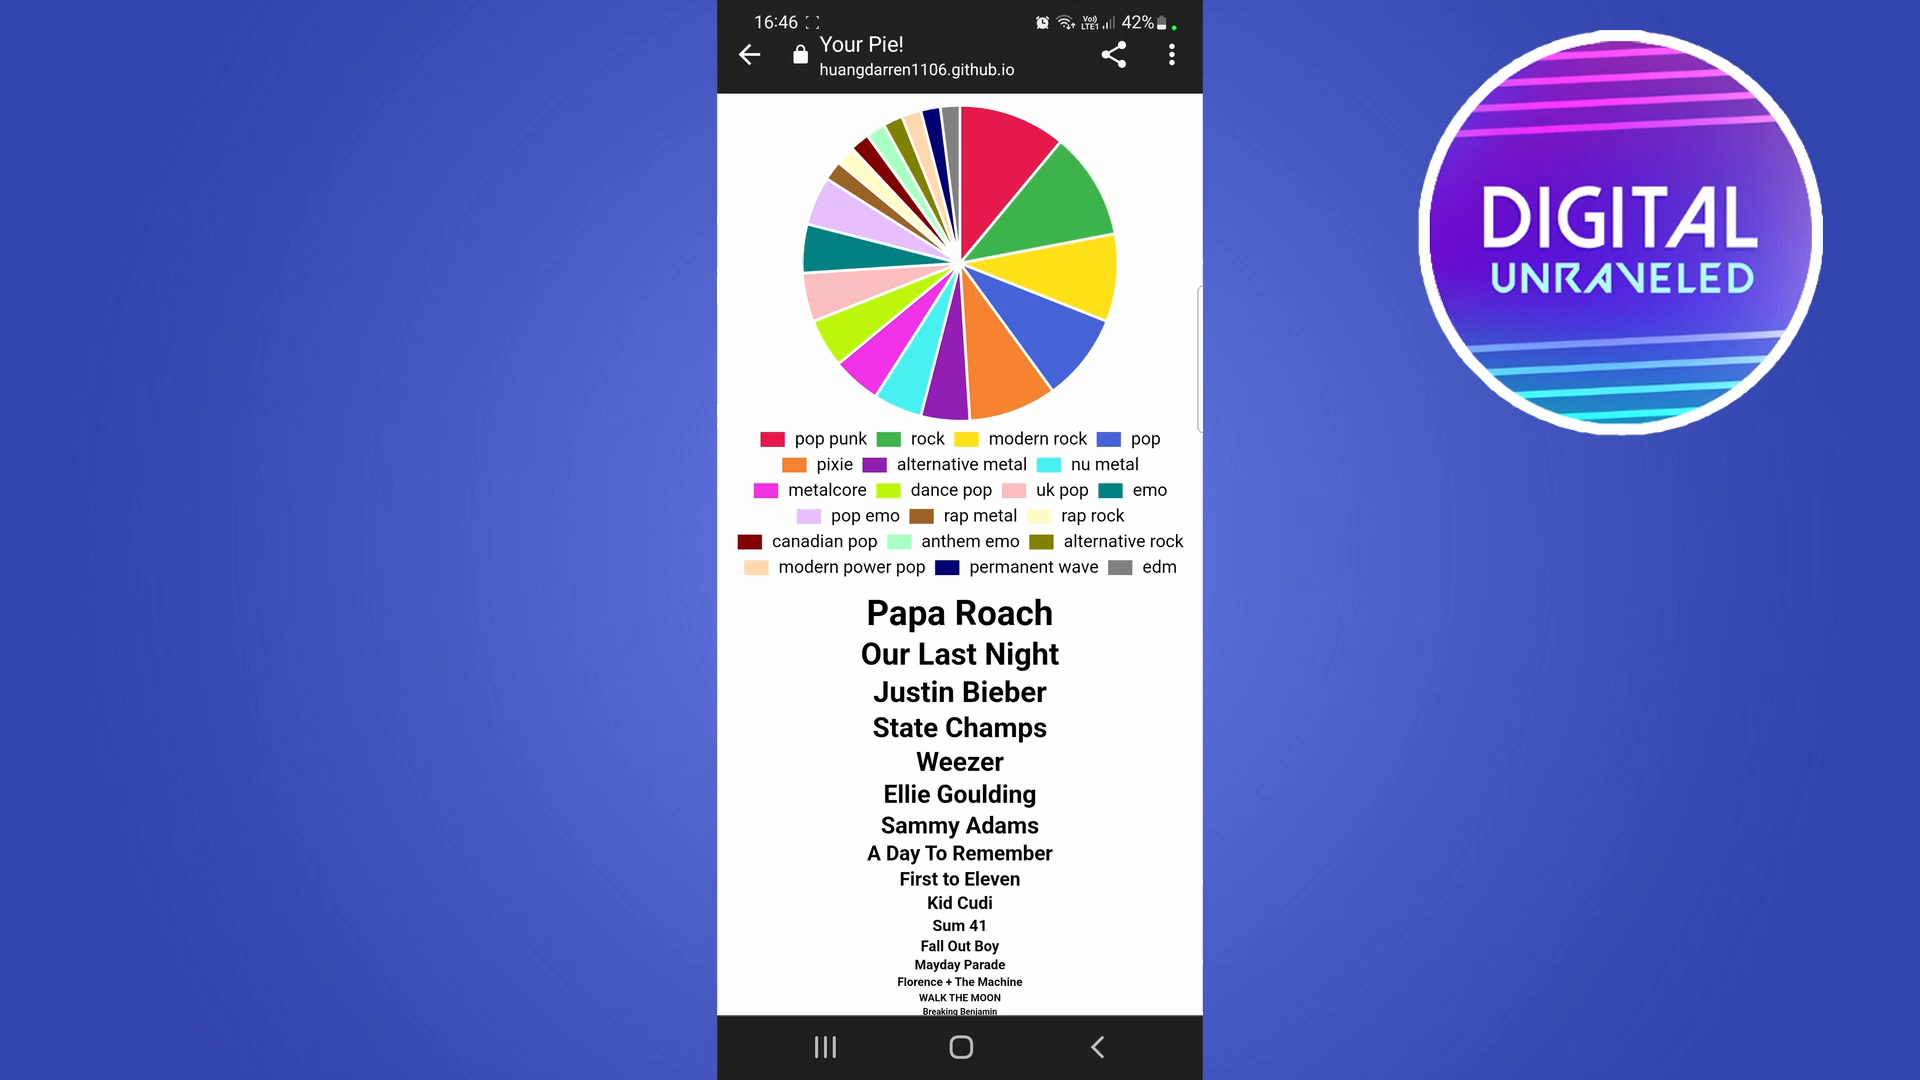 16:46
Vo))
LTE1
42%
Your Pie!
huangdarren1106.github.io
pop punk rock modern rock pop
pixie alternative metal nu metal
metalcore dance pop uk pop emo
pop emo rap metal rap rock
canadian pop anthem emo alternative rock
modern power pop permanent wave edm
Papa Roach
Our Last Night
Justin Bieber
State Champs
Weezer
Ellie Goulding
Sammy Adams
A Day To Remember
First to Eleven
Kid Cudi
Sum 41
Fall Out Boy
Mayday Parade
Florence + The Machine
WALK THE MOON
Breaking Benjamin
DIGITAL
UNRAVELED